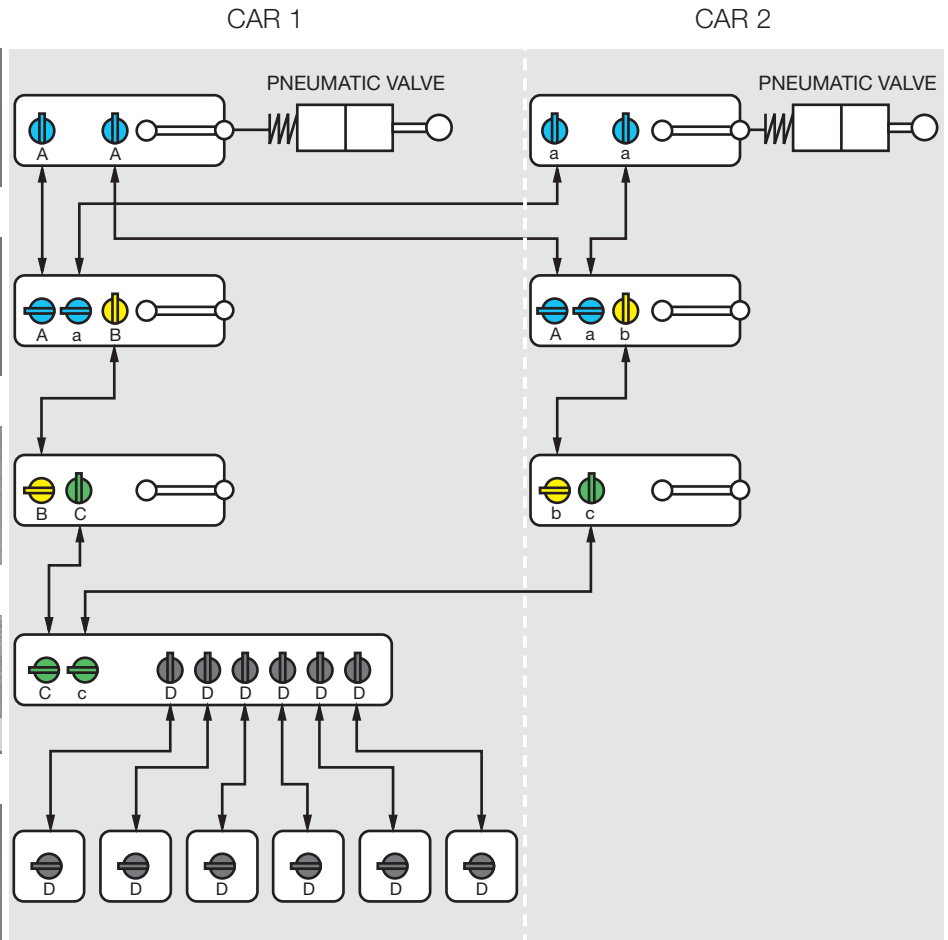 CAR 1 CAR 2
PNEUMATIC VALVE PNEUMATIC VALVE
A A a a
A a B A a b
B C b c
C c D D D D D D
D D D D D D